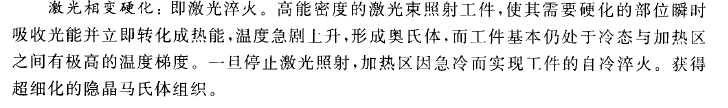 激光相变硬化：即激光淬火。高能密度的激光束照射工件，使其需要硬化的部位瞬时
吸收光能并立即转化成热能，温度急剧上升，形成奥氏体，而工件基本仍处于冷态与加热区
之间有极高的温度梯度。一旦停止激光照射，加热区因急冷而实现工件的自冷淬火。获得
超细化的隐晶马氏体组织。